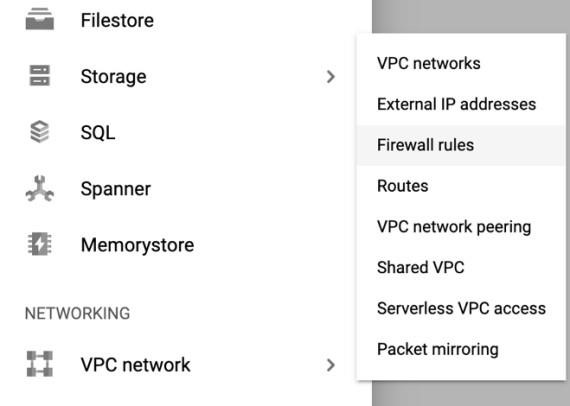 Filestore
Storage
SQL
Spanner
Memorystore
NETWORKING
VPC network
VPC networks
External IP addresses
Firewall rules
Routes
VPC network peering
Shared VPC
Serverless VPC access
Packet mirroring